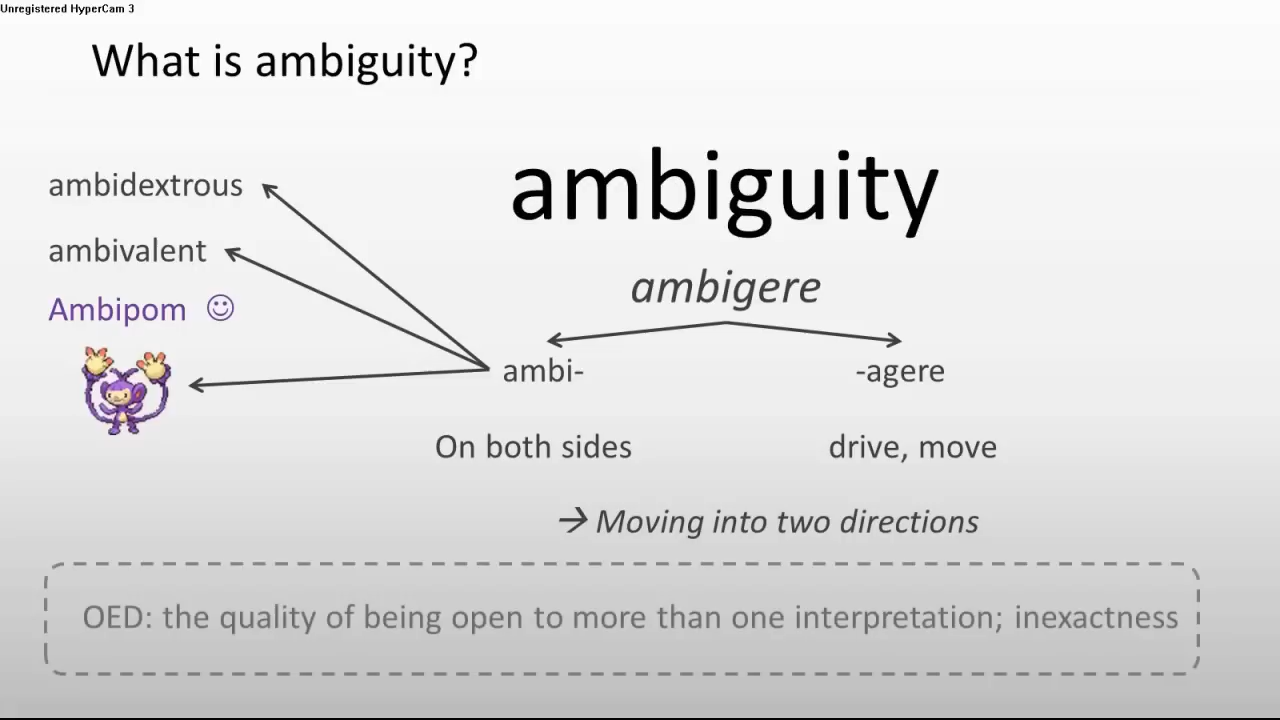 Unregistered HyperCam 3
What is ambiguity?
ambiguity
ambidextrous
ambivalent
Ambipom ☺
ambigere
ambi-
-agere
On both sides
drive, move
→ Moving into two directions
OED: the quality of being open to more than one interpretation; inexactness